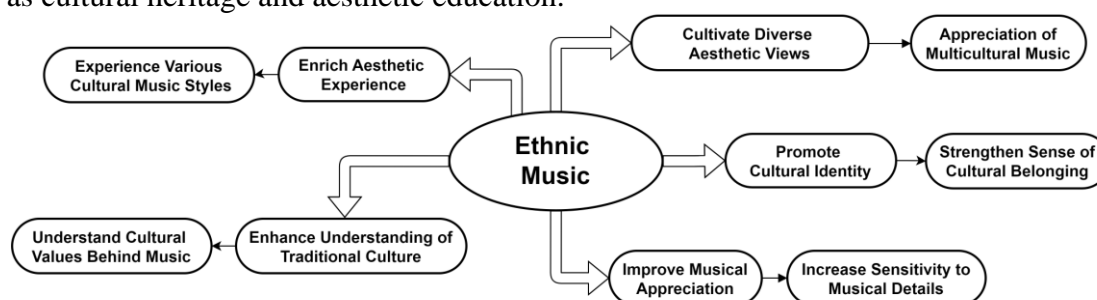 as cultural heritage and aesthetic education.
Cultivate Diverse
Aesthetic Views
Appreciation of
Multicultural Music
Experience Various
Cultural Music Styles
Enrich Aesthetic
Experience
Ethnic
Music
Promote
Cultural Identity
Strengthen Sense of
Cultural Belonging
Understand Cultural
Values Behind Music
Enhance Understanding of
Traditional Culture
Improve Musical
Appreciation
Increase Sensitivity to
Musical Details